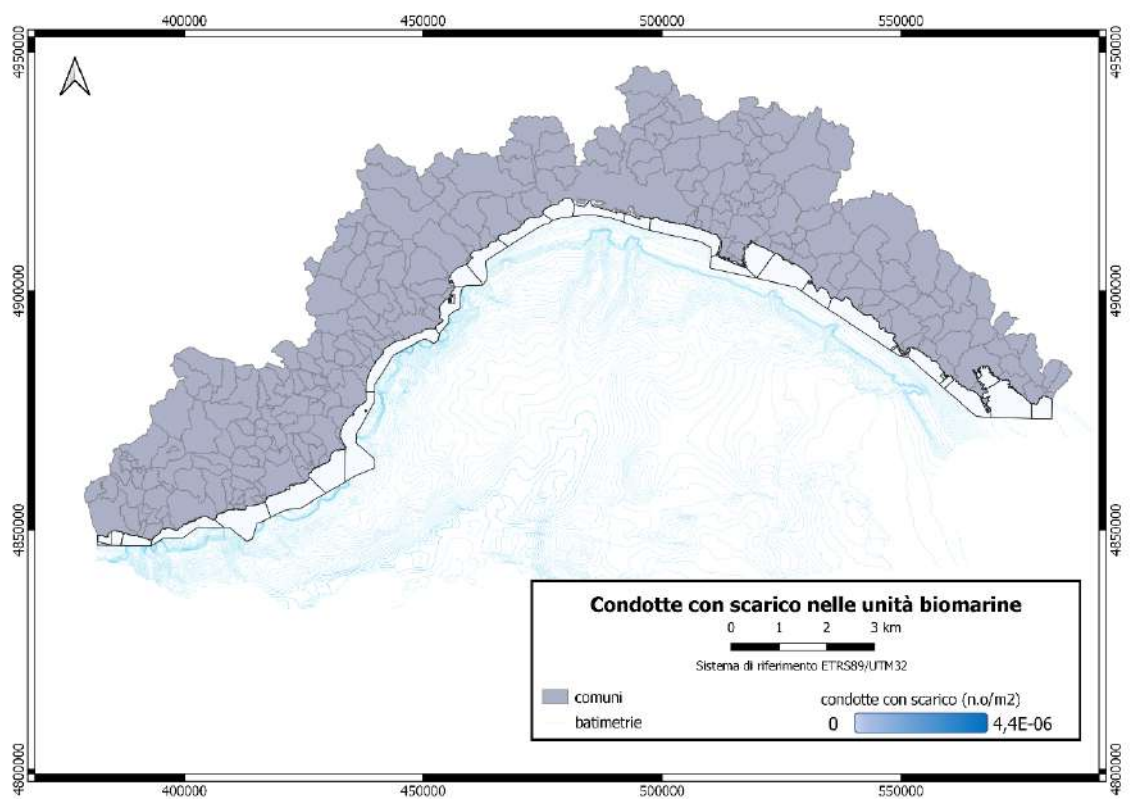 400000 450000 500000 550000
4950000 4950000
4900000 4900000
4850000 4850000
4800000 4800000
Condotte con scarico nelle unità biomarine
0 1 2 3 km
Sistema di riferimento ETRS89/UTM32
comuni
batimetrie
condotte con scarico (n.o/m2)
0 4,4E-06
400000 450000 500000 550000